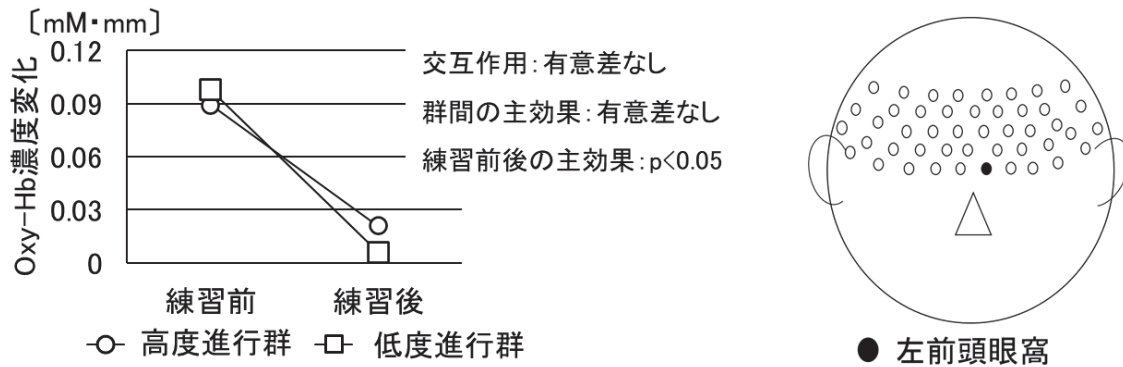 〔mM・mm〕
Oxy-Hb濃度変化
0.12
0.09
0.06
0.03
0
練習前 練習後
高度進行群 低度進行群
交互作用：有意差なし
群間の主効果：有意差なし
練習前後の主効果：p<0.05
左前頭眼窩